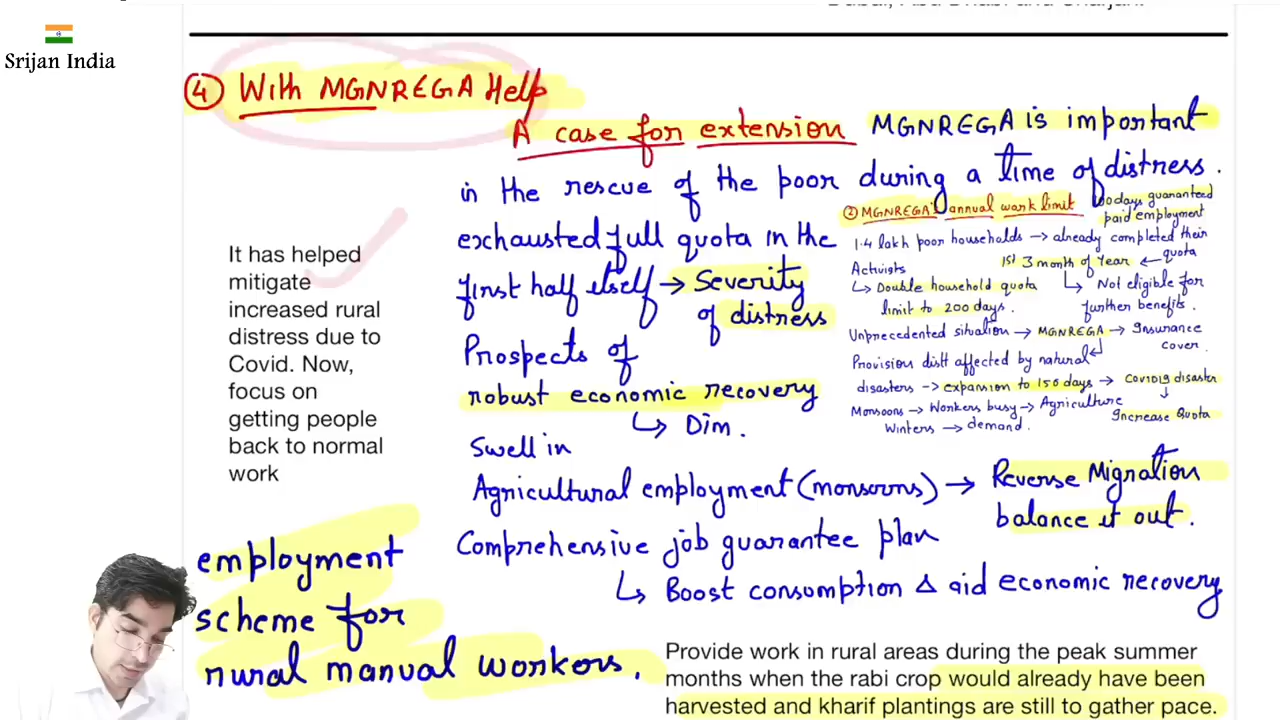 Srijan India
④ With MGNREGA Help
A case for extension
MGNREGA is important
in the rescue of the poor during a time of distress.
exhausted full quota in the
first half itself → Severity
of distress
Prospects of
robust economic recovery
↳ Dim.
Swell in
Agricultural employment (monsoons) → Reverse Migration
balance it out.
Comprehensive job guarantee plan
↳ Boost consumption & aid economic recovery
② MGNREGA's annual work limit
100 days guaranteed
paid employment
1.4 lakh poor households → already completed their
quota
1st 3 month of year ←
Activists
↳ Double household quota
limit to 200 days.
↳ Not eligible for
further benefits.
Unprecedented situation → MGNREGA → Insurance
cover.
Provision distt affected by natural
disasters → expansion to 150 days → Covid19 disaster
↓
Increase Quota
Monsoons → Workers busy → Agriculture
Winters → demand.
It has helped
mitigate
increased rural
distress due to
Covid. Now,
focus on
getting people
back to normal
work
employment
scheme for
rural manual workers.
Provide work in rural areas during the peak summer
months when the rabi crop would already have been
harvested and kharif plantings are still to gather pace.